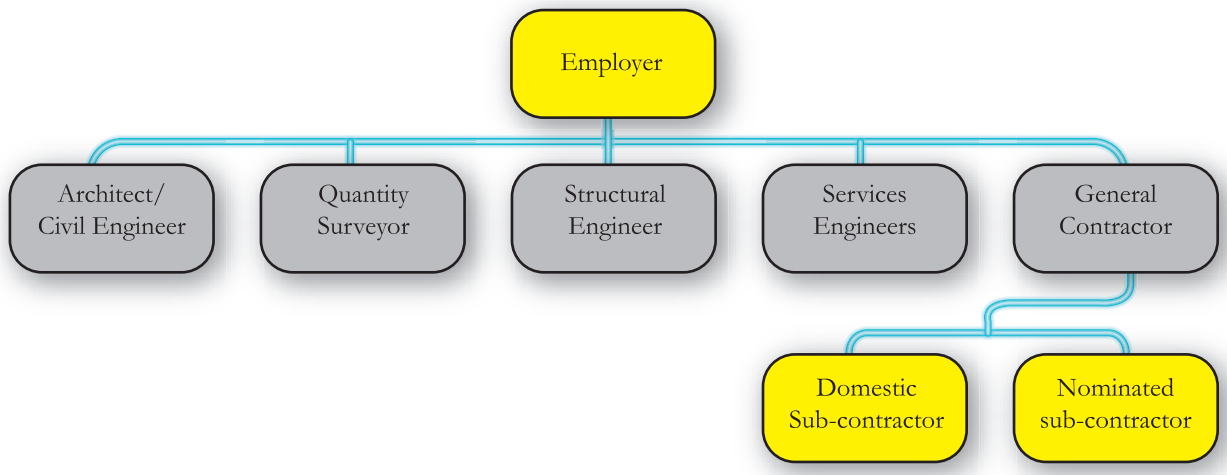 Employer
Architect/
Civil Engineer
Quantity
Surveyor
Structural
Engineer
Services
Engineers
General
Contractor
Domestic
Sub-contractor
Nominated
sub-contractor